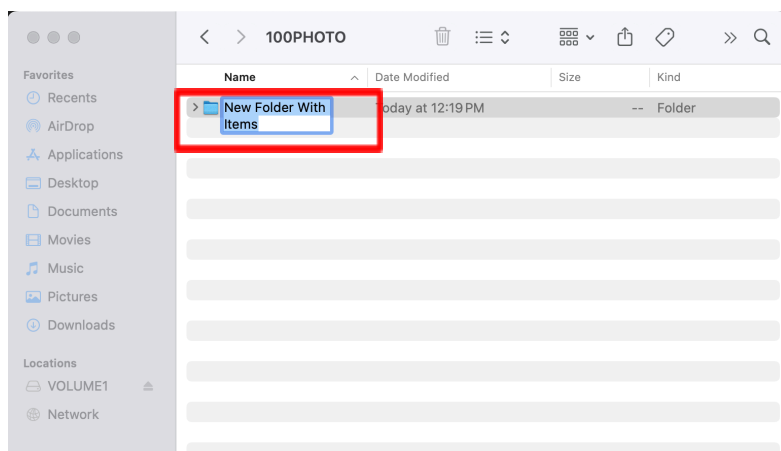 100PHOTO
Favorites
Recents
AirDrop
Applications
Desktop
Documents
Movies
Music
Pictures
Downloads
Locations
VOLUME1
Network
Name Date Modified Size Kind
New Folder With Today at 12:19 PM -- Folder
Items